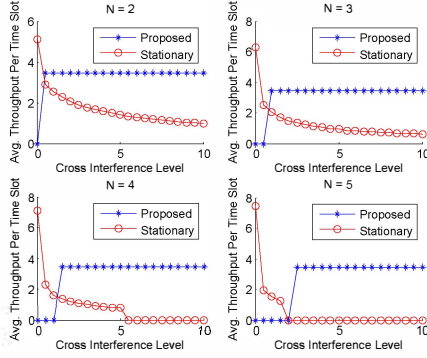 N = 2
Avg. Throughput Per Time Slot
6
4
2
0
Proposed
Stationary
0 5 10
Cross Interference Level
N = 3
Avg. Throughput Per Time Slot
8
6
4
2
0
Proposed
Stationary
0 5 10
Cross Interference Level
N = 4
Avg. Throughput Per Time Slot
8
6
4
2
0
Proposed
Stationary
0 5 10
Cross Interference Level
N = 5
Avg. Throughput Per Time Slot
8
6
4
2
0
Proposed
Stationary
0 5 10
Cross Interference Level